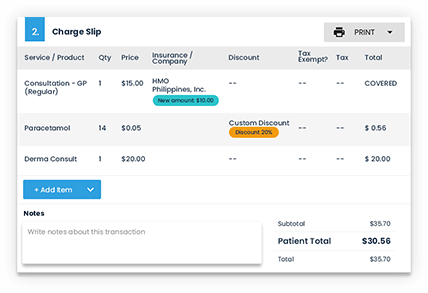 2. Charge Slip PRINT
Service / Product Qty Price Insurance / Company Discount Tax Exempt? Tax Total
Consultation - GP (Regular) 1 $15.00 HMO Philippines, Inc. -- -- -- COVERED
New amount: $10.00
Paracetamol 14 $0.05 Custom Discount -- -- $ 0.56
Discount 20%
Derma Consult 1 $20.00 -- -- -- $ 20.00
+ Add Item
Notes
Write notes about this transaction
Subtotal $35.70
Patient Total $30.56
Total $35.70